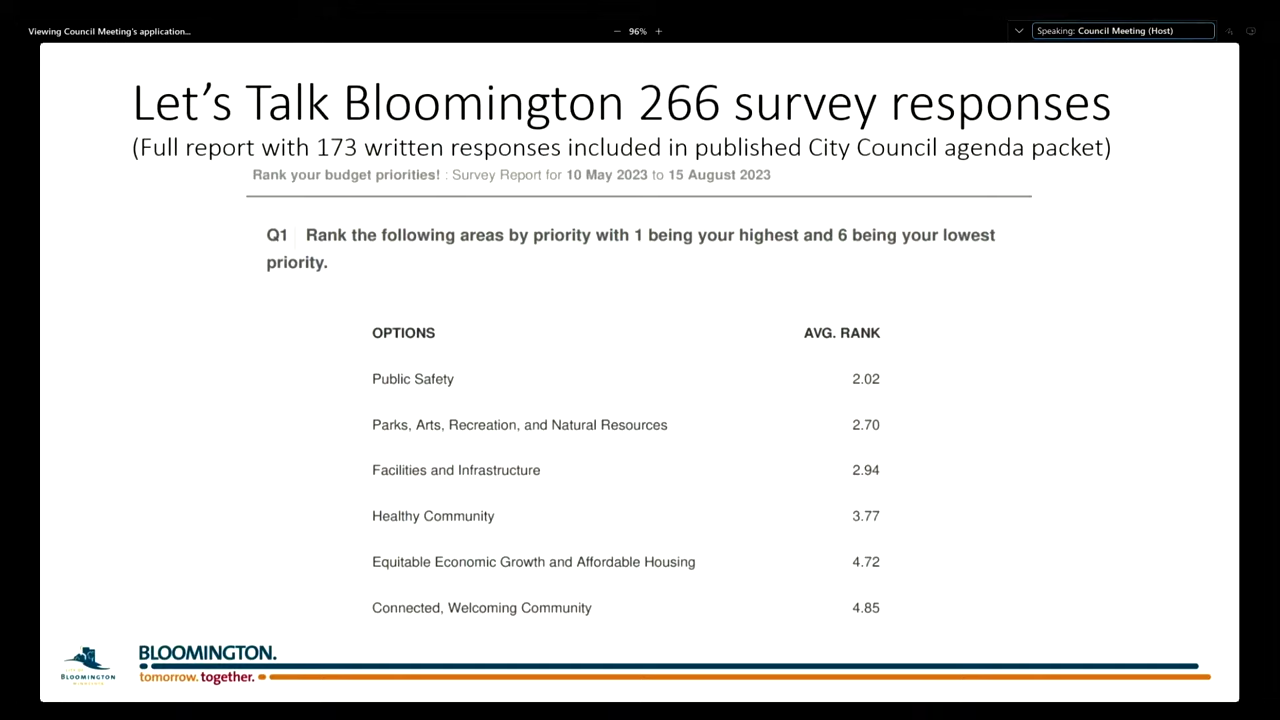 Viewing Council Meeting's application...
− 96% +
Speaking: Council Meeting (Host)
Let's Talk Bloomington 266 survey responses
(Full report with 173 written responses included in published City Council agenda packet)
Rank your budget priorities! : Survey Report for 10 May 2023 to 15 August 2023
Q1 Rank the following areas by priority with 1 being your highest and 6 being your lowest
priority.
OPTIONS AVG. RANK
Public Safety 2.02
Parks, Arts, Recreation, and Natural Resources 2.70
Facilities and Infrastructure 2.94
Healthy Community 3.77
Equitable Economic Growth and Affordable Housing 4.72
Connected, Welcoming Community 4.85
BLOOMINGTON
BLOOMINGTON.
tomorrow. together.